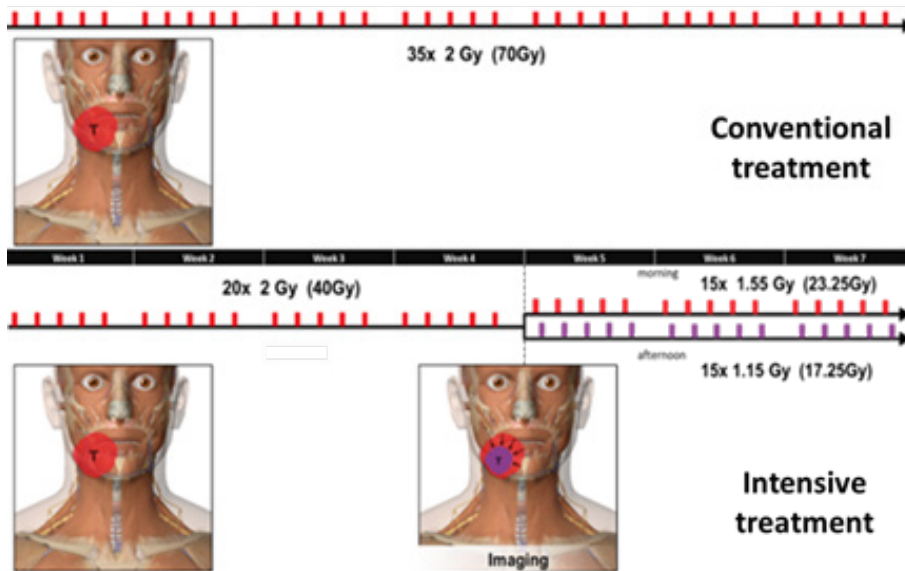 35x 2 Gy (70Gy)
T
Conventional
treatment
Week 1 Week 2 Week 3 Week 4 Week 5 Week 6 Week 7
morning
20x 2 Gy (40Gy)
15x 1.55 Gy (23.25Gy)
afternoon
15x 1.15 Gy (17.25Gy)
T
T
Intensive
treatment
Imaging